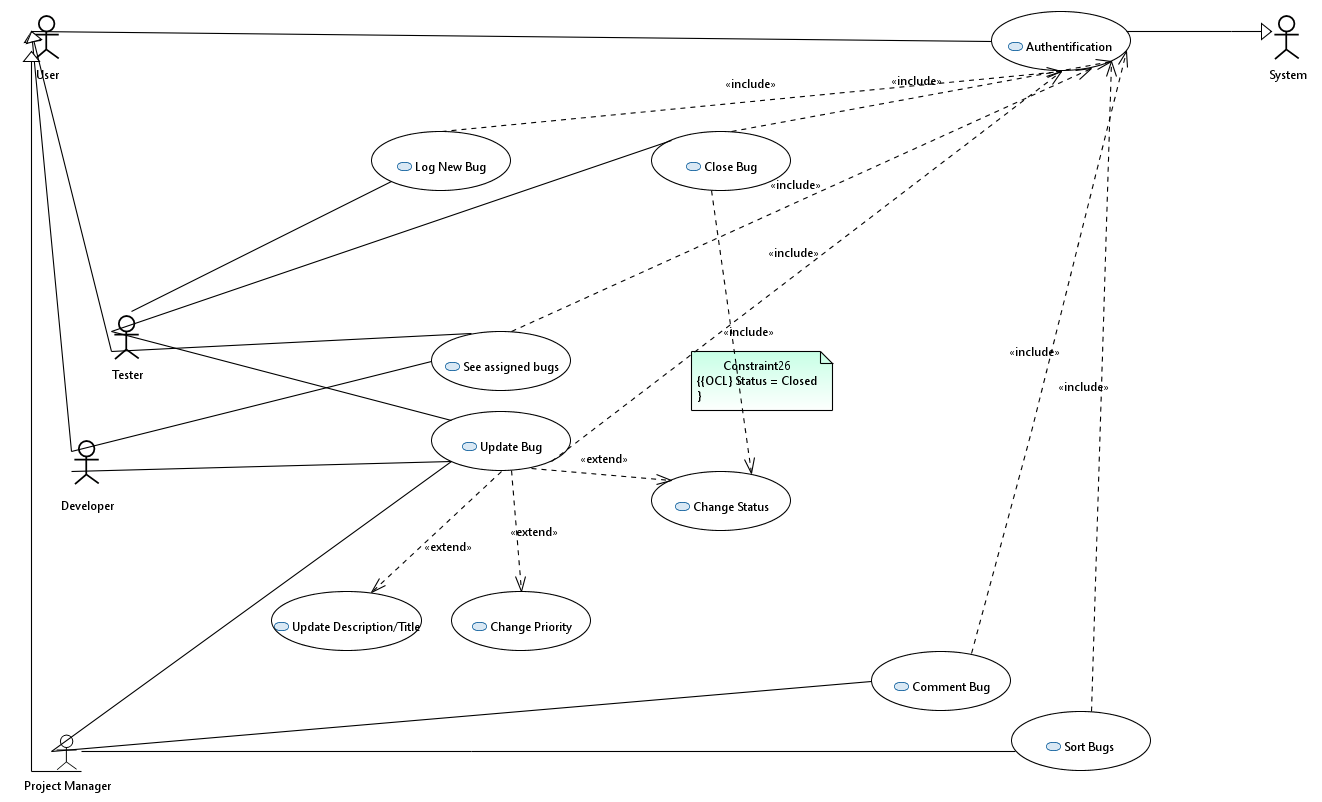 Authentification
User
System
«include»
«include»
Log New Bug
Close Bug
«include»
«include»
«include»
«include»
Constraint26
{{OCL} Status = Closed
}
See assigned bugs
Tester
«include»
Update Bug
«extend»
Developer
Change Status
«extend»
«extend»
Update Description/Title
Change Priority
Comment Bug
Sort Bugs
Project Manager